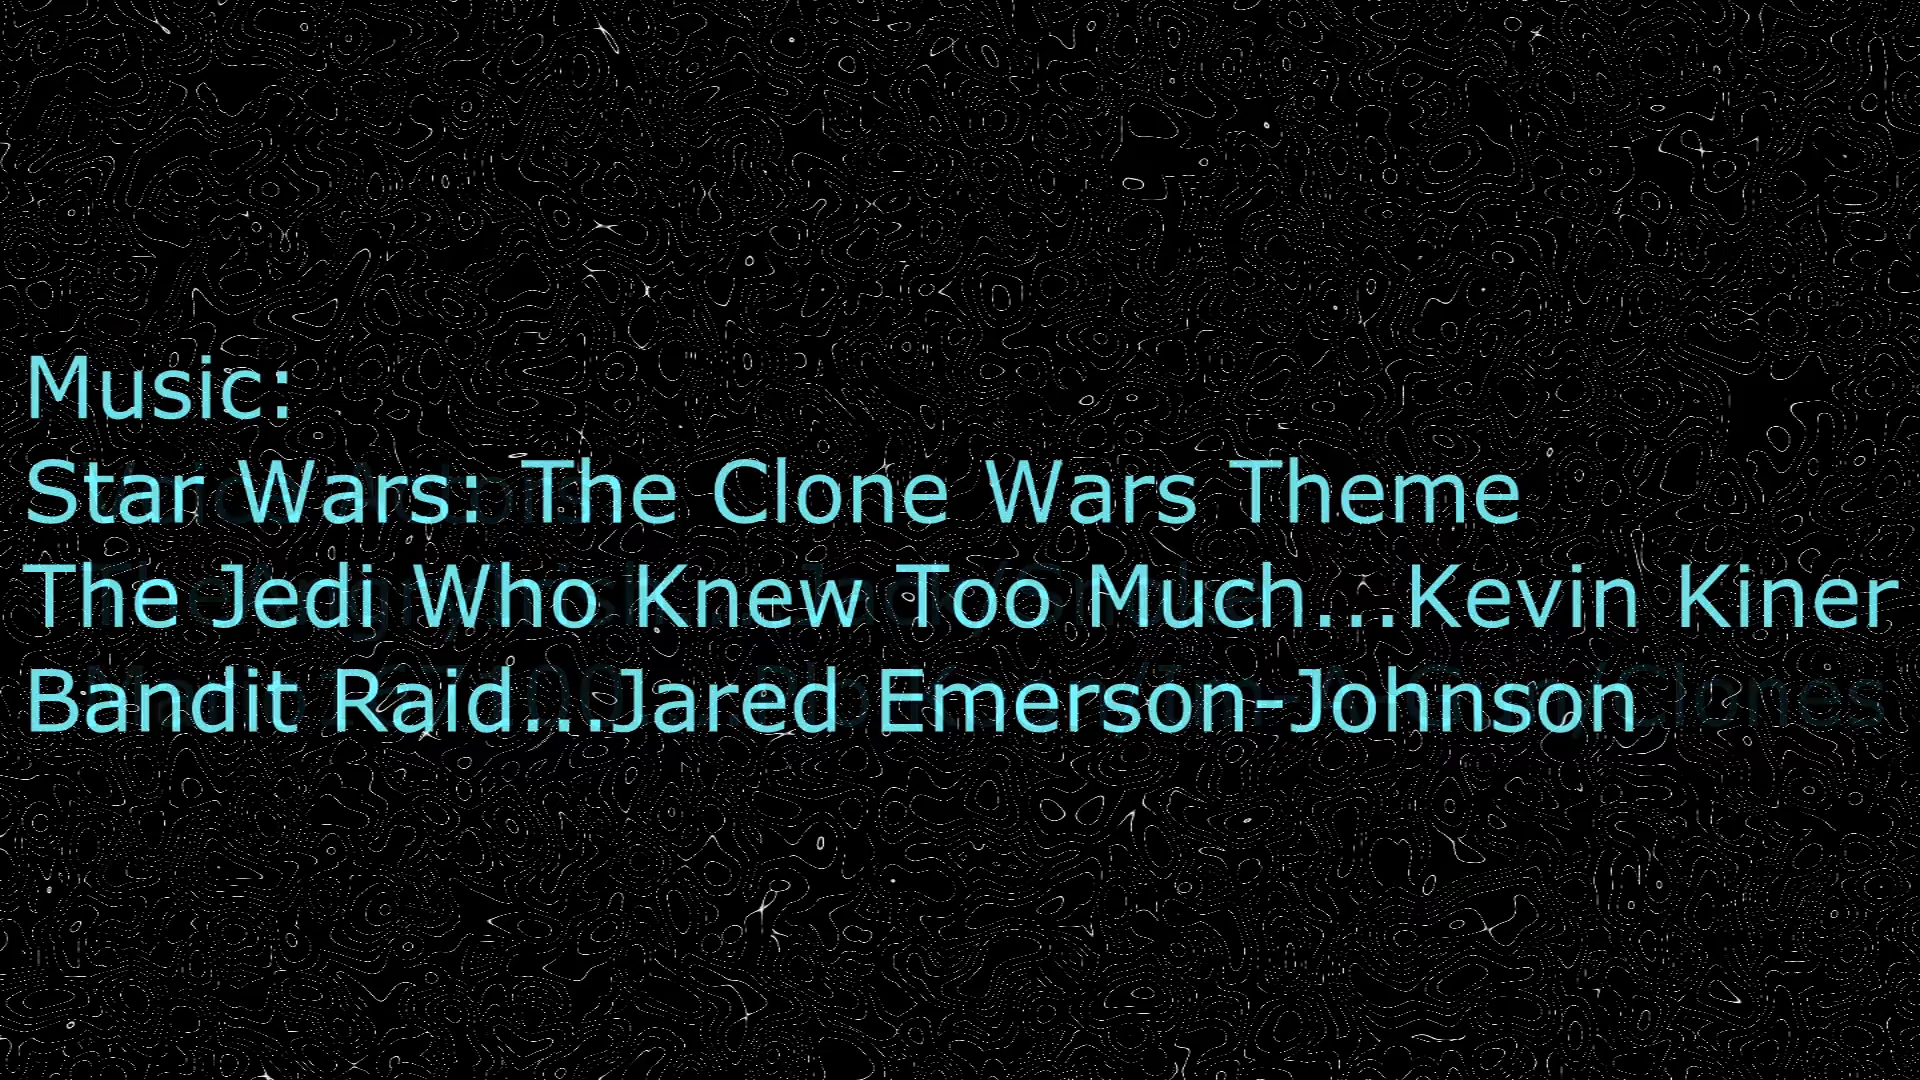 Music:
Star Wars: The Clone Wars Theme
The Jedi Who Knew Too Much...Kevin Kiner
Bandit Raid...Jared Emerson-Johnson